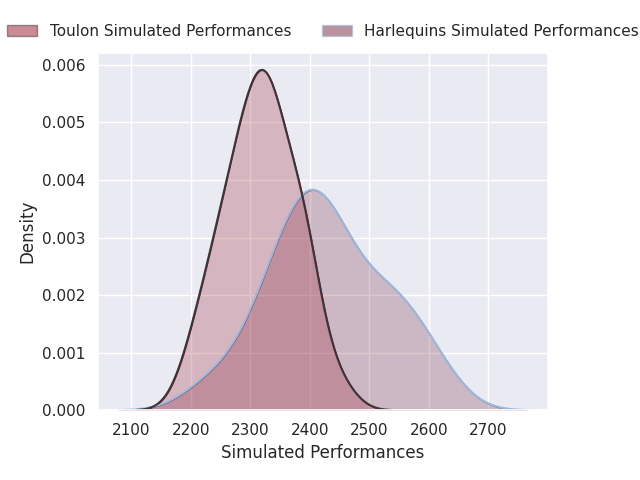 Toulon Simulated Performances Harlequins Simulated Performances
0.006
0.005
0.004
0.003
0.002
0.001
0.000
Density
2100 2200 2300 2400 2500 2600 2700
Simulated Performances